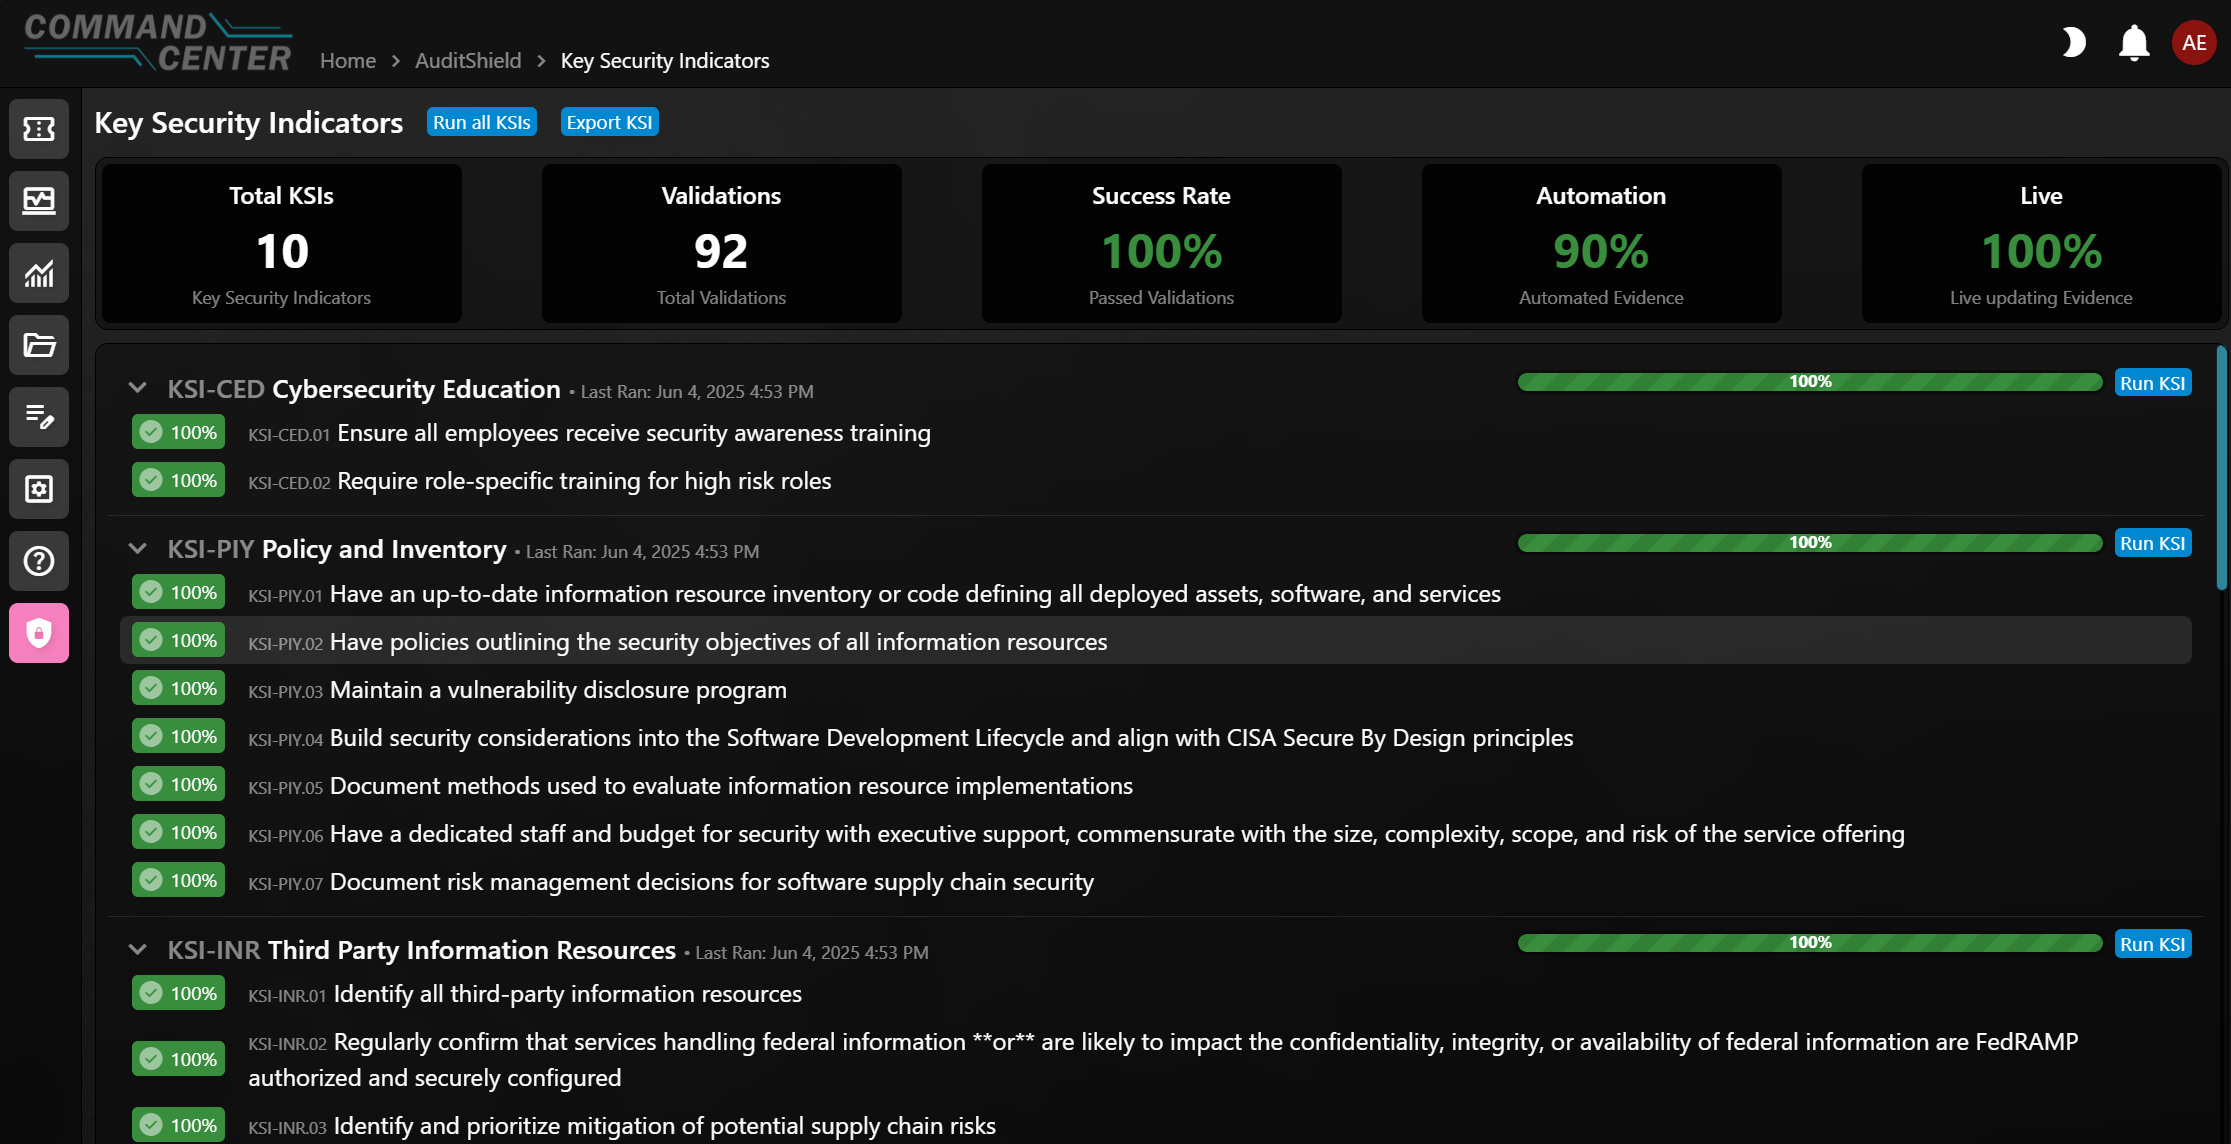 COMMAND
CENTER
Home > AuditShield > Key Security Indicators
AE
Key Security Indicators
Run all KSIs
Export KSI
Total KSIs
10
Key Security Indicators
Validations
92
Total Validations
Success Rate
100%
Passed Validations
Automation
90%
Automated Evidence
Live
100%
Live updating Evidence
KSI-CED Cybersecurity Education • Last Ran: Jun 4, 2025 4:53 PM
100%
Run KSI
100% KSI-CED.01 Ensure all employees receive security awareness training
100% KSI-CED.02 Require role-specific training for high risk roles
KSI-PIY Policy and Inventory • Last Ran: Jun 4, 2025 4:53 PM
100%
Run KSI
100% KSI-PIY.01 Have an up-to-date information resource inventory or code defining all deployed assets, software, and services
100% KSI-PIY.02 Have policies outlining the security objectives of all information resources
100% KSI-PIY.03 Maintain a vulnerability disclosure program
100% KSI-PIY.04 Build security considerations into the Software Development Lifecycle and align with CISA Secure By Design principles
100% KSI-PIY.05 Document methods used to evaluate information resource implementations
100% KSI-PIY.06 Have a dedicated staff and budget for security with executive support, commensurate with the size, complexity, scope, and risk of the service offering
100% KSI-PIY.07 Document risk management decisions for software supply chain security
KSI-INR Third Party Information Resources • Last Ran: Jun 4, 2025 4:53 PM
100%
Run KSI
100% KSI-INR.01 Identify all third-party information resources
100% KSI-INR.02 Regularly confirm that services handling federal information **or** are likely to impact the confidentiality, integrity, or availability of federal information are FedRAMP
authorized and securely configured
100% KSI-INR.03 Identify and prioritize mitigation of potential supply chain risks